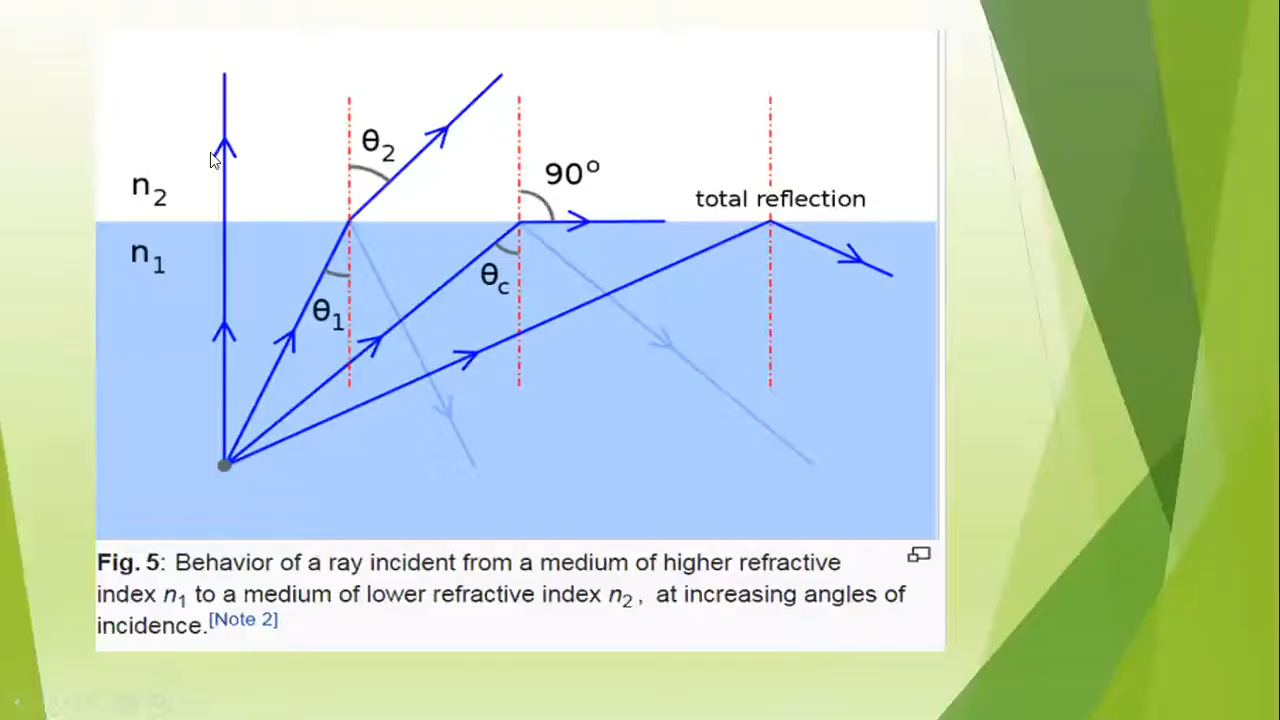 θ2
90°
n2
total reflection
n1
θc
θ1
Fig. 5: Behavior of a ray incident from a medium of higher refractive
index n1 to a medium of lower refractive index n2 , at increasing angles of
incidence.[Note 2]